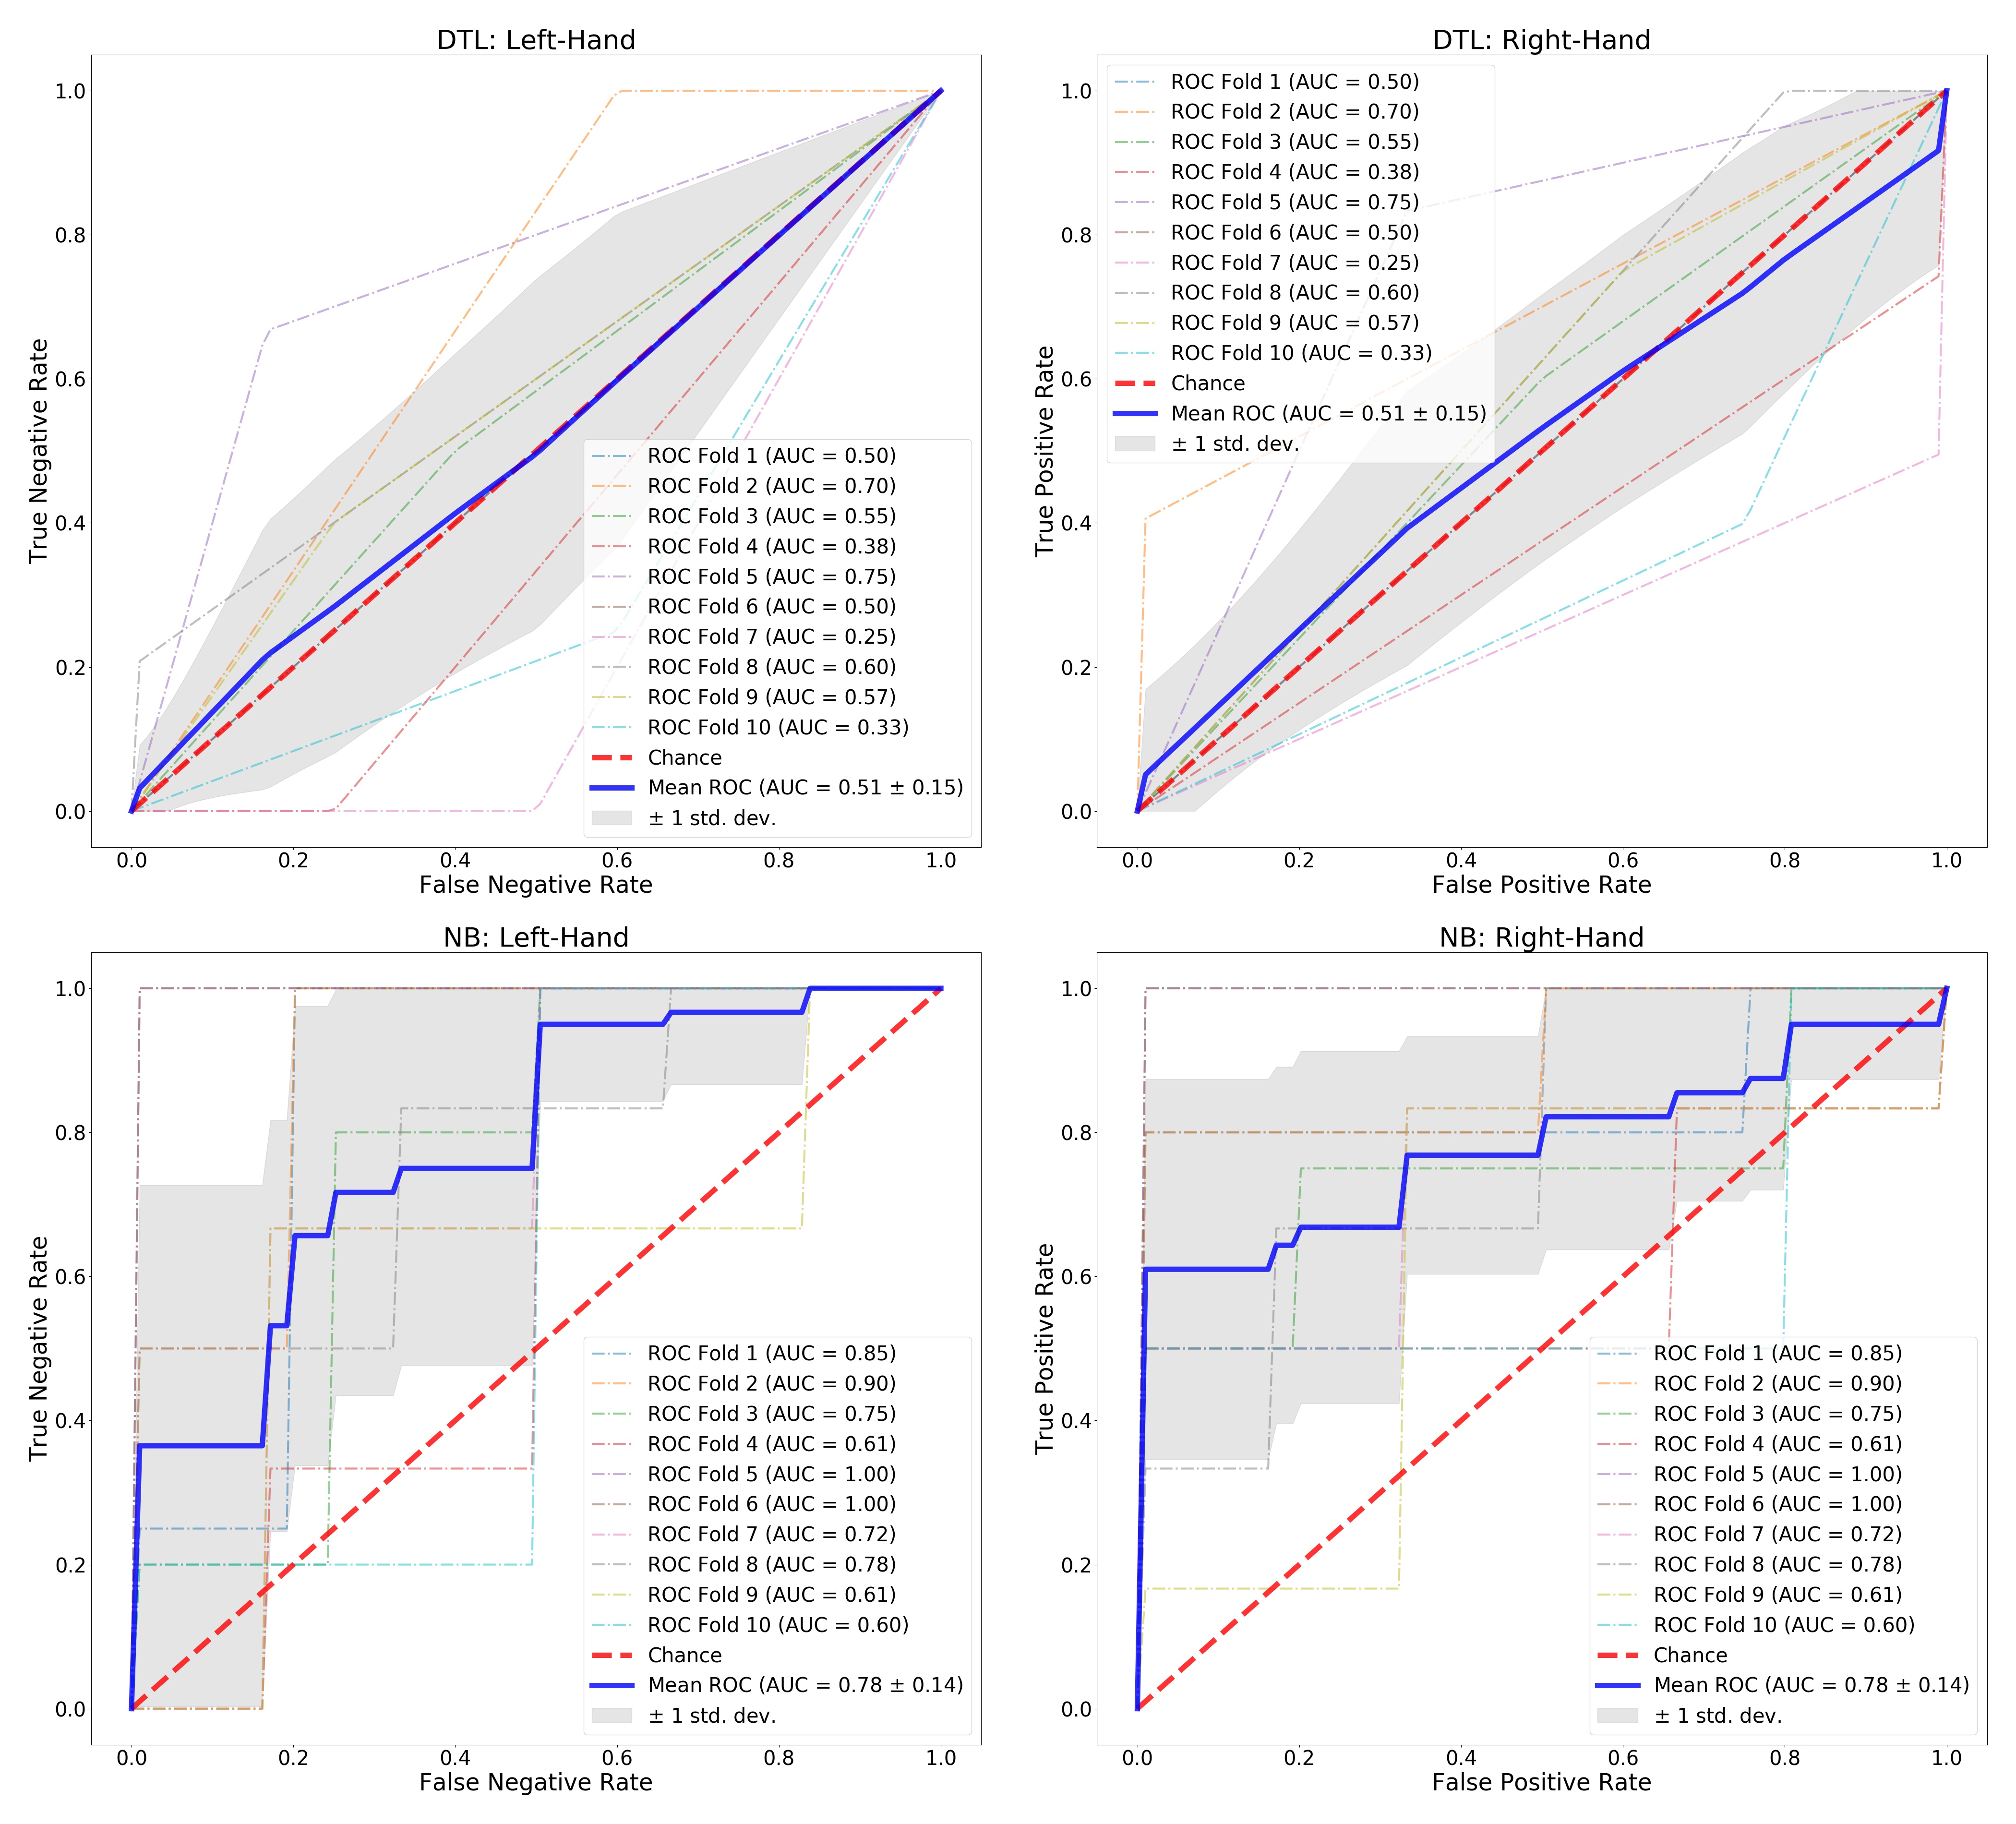 DTL: Left-Hand
True Negative Rate
1.0
0.8
0.6
0.4
0.2
0.0
ROC Fold 1 (AUC = 0.50)
ROC Fold 2 (AUC = 0.70)
ROC Fold 3 (AUC = 0.55)
ROC Fold 4 (AUC = 0.38)
ROC Fold 5 (AUC = 0.75)
ROC Fold 6 (AUC = 0.50)
ROC Fold 7 (AUC = 0.25)
ROC Fold 8 (AUC = 0.60)
ROC Fold 9 (AUC = 0.57)
ROC Fold 10 (AUC = 0.33)
Chance
Mean ROC (AUC = 0.51 ± 0.15)
± 1 std. dev.
0.0 0.2 0.4 0.6 0.8 1.0
False Negative Rate
DTL: Right-Hand
True Positive Rate
1.0
0.8
0.6
0.4
0.2
0.0
ROC Fold 1 (AUC = 0.50)
ROC Fold 2 (AUC = 0.70)
ROC Fold 3 (AUC = 0.55)
ROC Fold 4 (AUC = 0.38)
ROC Fold 5 (AUC = 0.75)
ROC Fold 6 (AUC = 0.50)
ROC Fold 7 (AUC = 0.25)
ROC Fold 8 (AUC = 0.60)
ROC Fold 9 (AUC = 0.57)
ROC Fold 10 (AUC = 0.33)
Chance
Mean ROC (AUC = 0.51 ± 0.15)
± 1 std. dev.
0.0 0.2 0.4 0.6 0.8 1.0
False Positive Rate
NB: Left-Hand
True Negative Rate
1.0
0.8
0.6
0.4
0.2
0.0
ROC Fold 1 (AUC = 0.85)
ROC Fold 2 (AUC = 0.90)
ROC Fold 3 (AUC = 0.75)
ROC Fold 4 (AUC = 0.61)
ROC Fold 5 (AUC = 1.00)
ROC Fold 6 (AUC = 1.00)
ROC Fold 7 (AUC = 0.72)
ROC Fold 8 (AUC = 0.78)
ROC Fold 9 (AUC = 0.61)
ROC Fold 10 (AUC = 0.60)
Chance
Mean ROC (AUC = 0.78 ± 0.14)
± 1 std. dev.
0.0 0.2 0.4 0.6 0.8 1.0
False Negative Rate
NB: Right-Hand
True Positive Rate
1.0
0.8
0.6
0.4
0.2
0.0
ROC Fold 1 (AUC = 0.85)
ROC Fold 2 (AUC = 0.90)
ROC Fold 3 (AUC = 0.75)
ROC Fold 4 (AUC = 0.61)
ROC Fold 5 (AUC = 1.00)
ROC Fold 6 (AUC = 1.00)
ROC Fold 7 (AUC = 0.72)
ROC Fold 8 (AUC = 0.78)
ROC Fold 9 (AUC = 0.61)
ROC Fold 10 (AUC = 0.60)
Chance
Mean ROC (AUC = 0.78 ± 0.14)
± 1 std. dev.
0.0 0.2 0.4 0.6 0.8 1.0
False Positive Rate